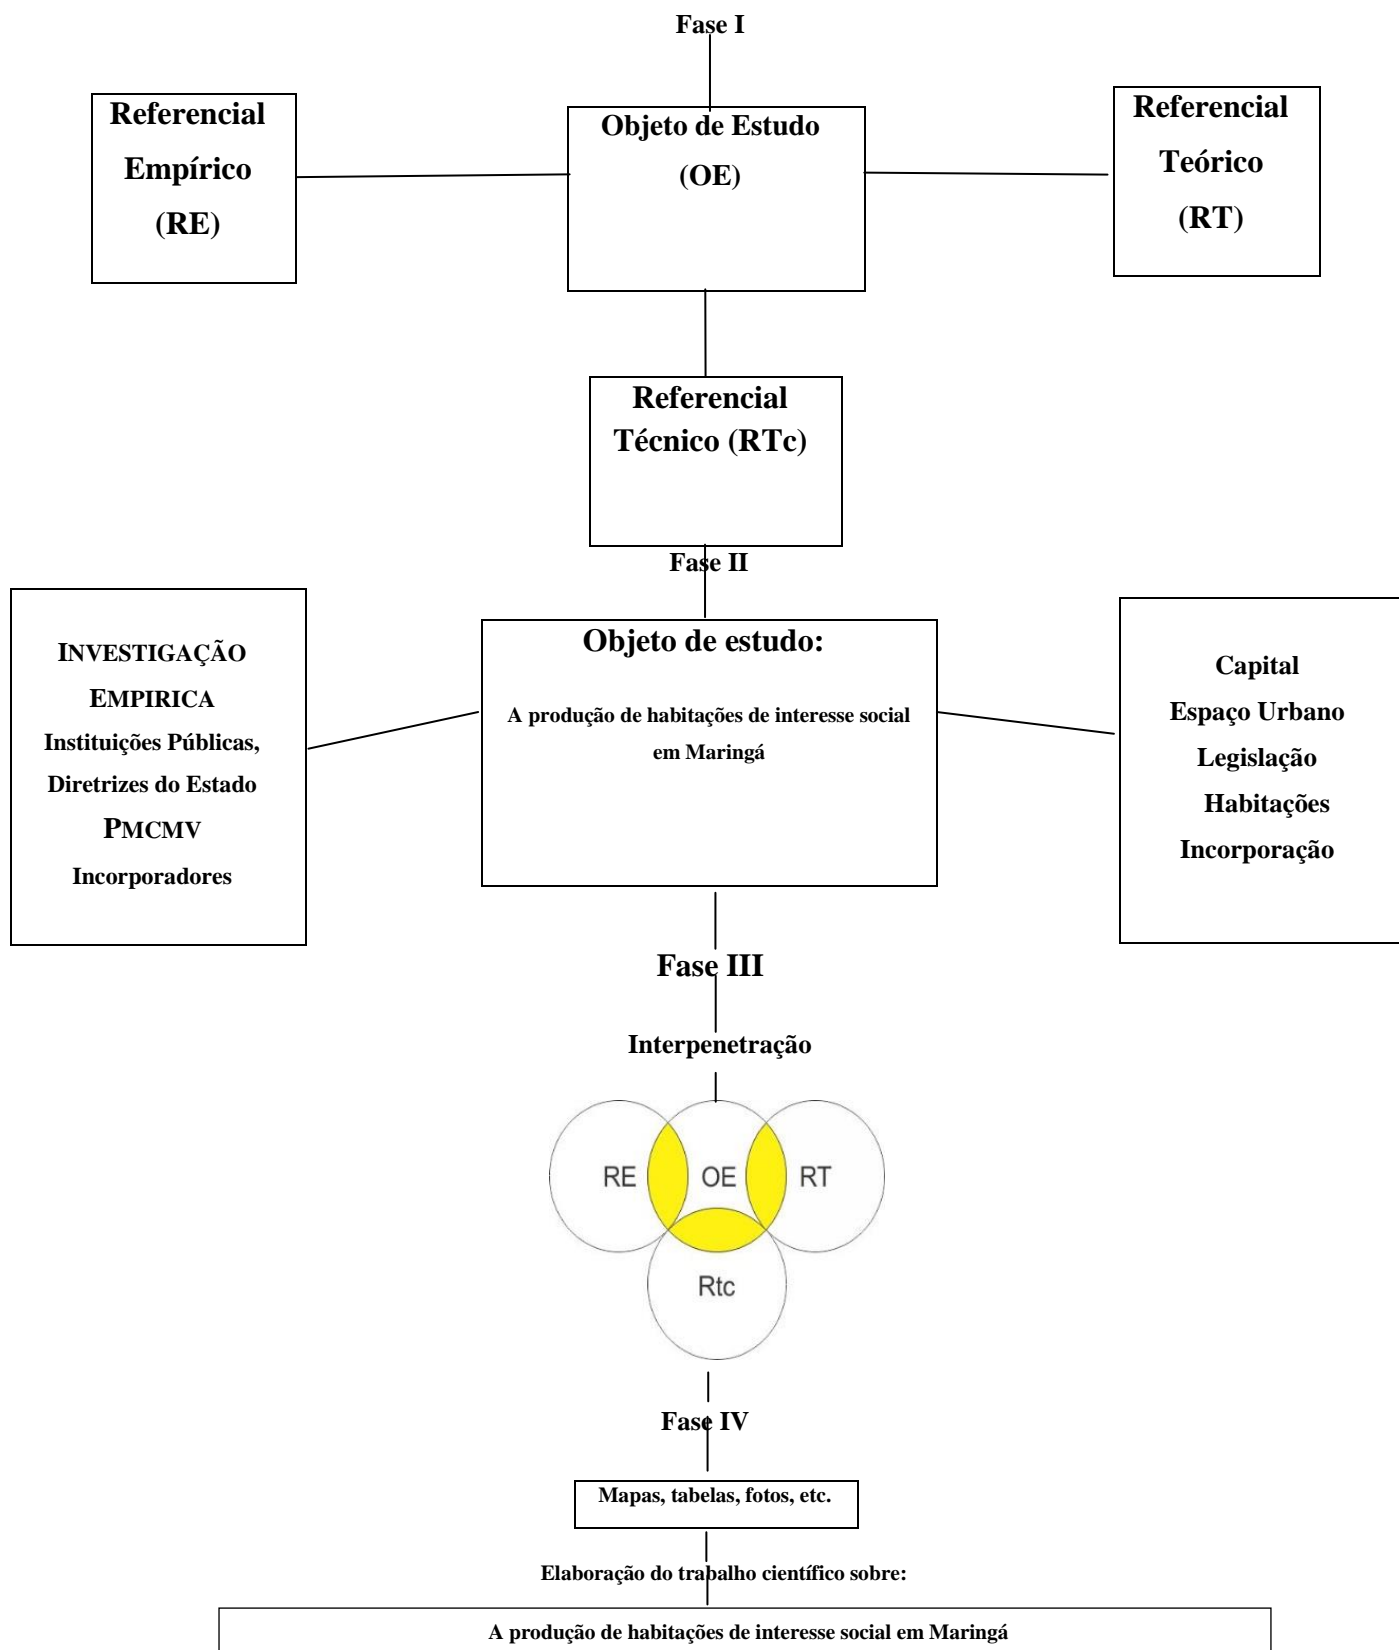 Fase I
Referencial
Empírico
(RE)
Objeto de Estudo
(OE)
Referencial
Teórico
(RT)
Referencial
Técnico (RTc)
Fase II
INVESTIGAÇÃO
EMPIRICA
Instituições Públicas,
Diretrizes do Estado
PMCMV
Incorporadores
Objeto de estudo:
A produção de habitações de interesse social
em Maringá
Capital
Espaço Urbano
Legislação
Habitações
Incorporação
Fase III
Interpenetração
RE
OE
RT
Rtc
Fase IV
Mapas, tabelas, fotos, etc.
Elaboração do trabalho científico sobre:
A produção de habitações de interesse social em Maringá